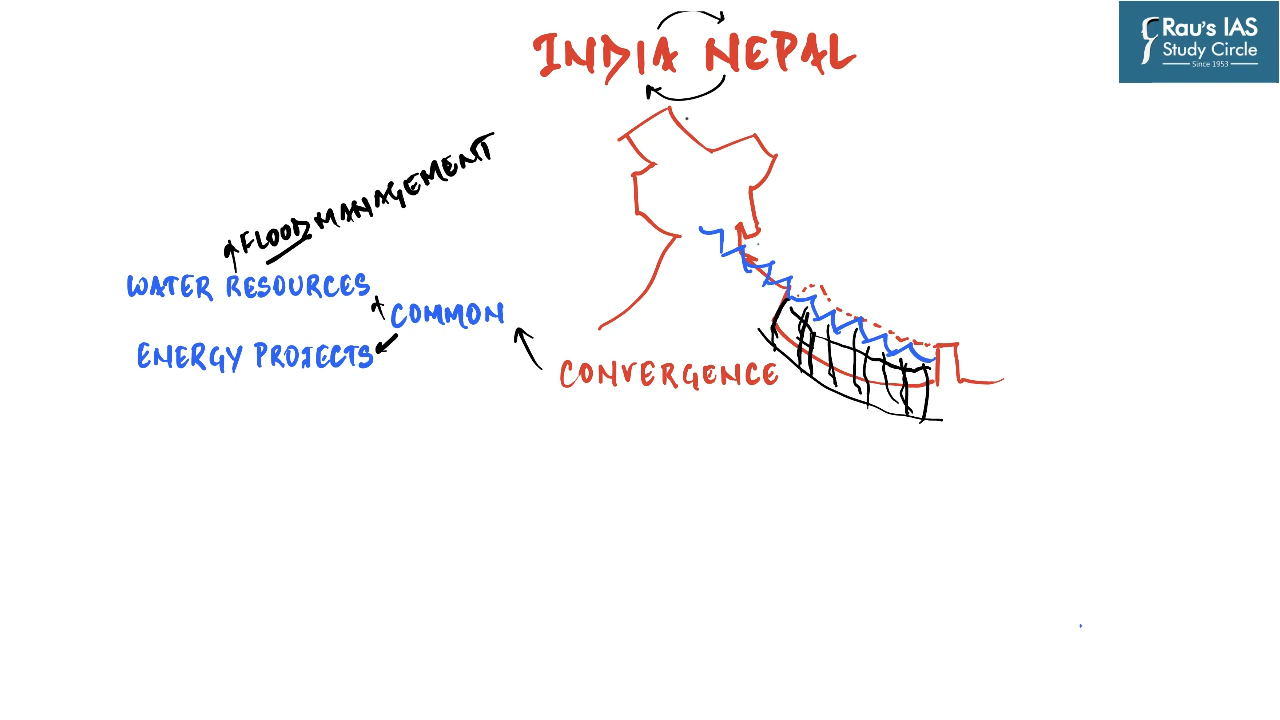 INDIA NEPAL
Rau's IAS
Study Circle
Since 1953
FLOOD MANAGEMENT
WATER RESOURCES
COMMON
ENERGY PROJECTS
CONVERGENCE